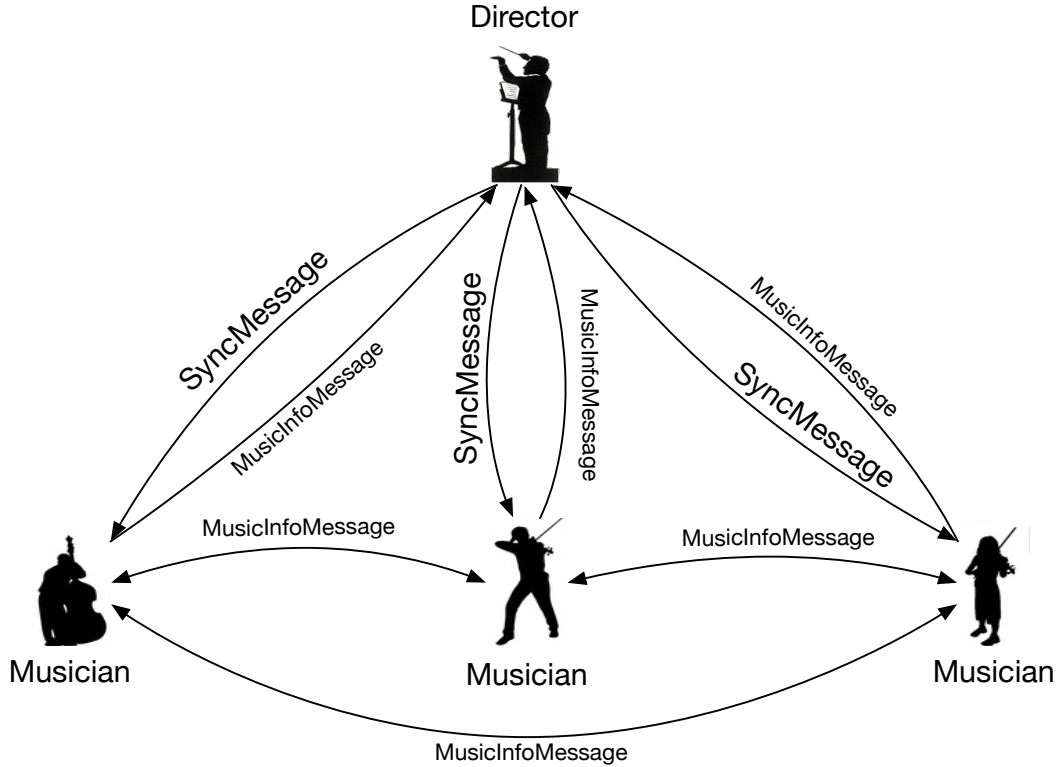 Director
SyncMessage
MusicInfoMessage
SyncMessage
MusicInfoMessage
SyncMessage
MusicInfoMessage
MusicInfoMessage
MusicInfoMessage
Musician
Musician
Musician
MusicInfoMessage